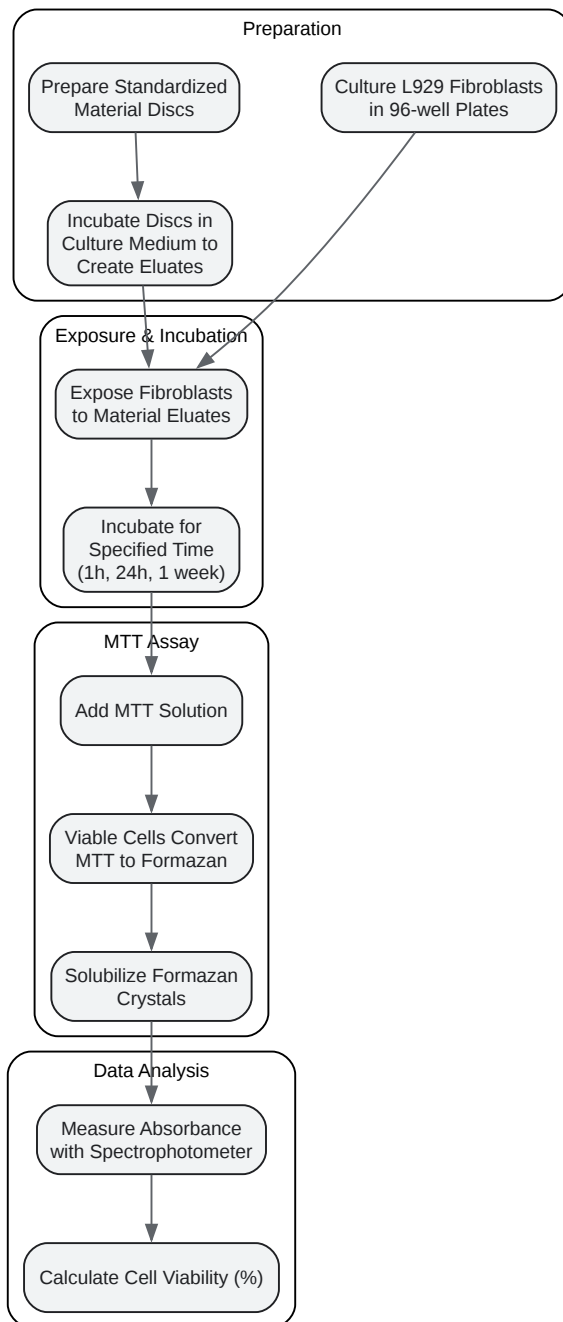 Preparation
Prepare Standardized
Material Discs
Culture L929 Fibroblasts
in 96-well Plates
Incubate Discs in
Culture Medium to
Create Eluates
Exposure & Incubation
Expose Fibroblasts
to Material Eluates
Incubate for
Specified Time
(1h, 24h, 1 week)
MTT Assay
Add MTT Solution
Viable Cells Convert
MTT to Formazan
Solubilize Formazan
Crystals
Data Analysis
Measure Absorbance
with Spectrophotometer
Calculate Cell Viability (%)